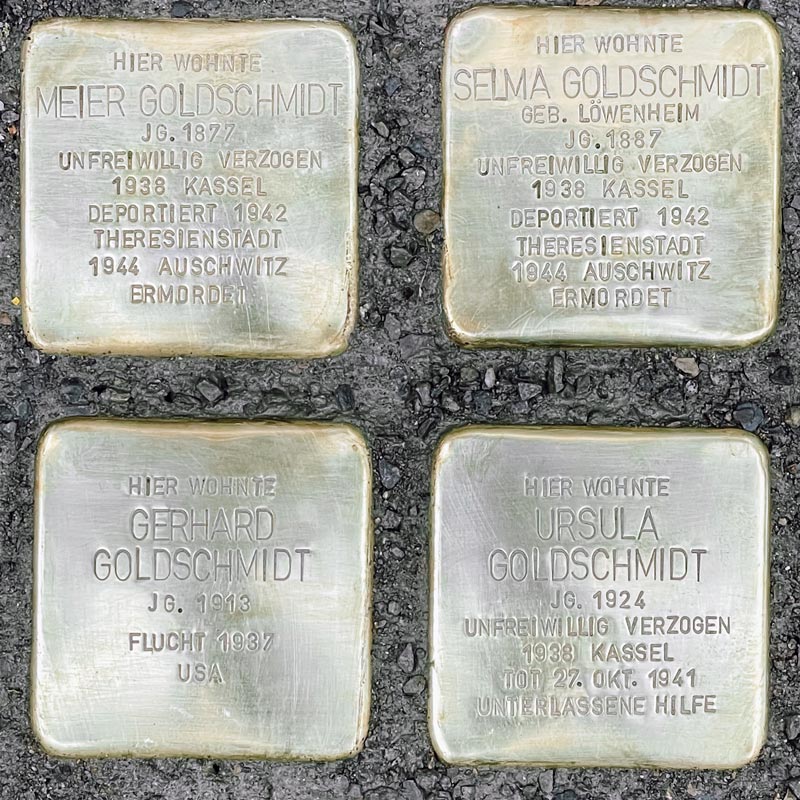 HIER WOHNTE
MEIER GOLDSCHMIDT
JG. 1877
UNFREIWILLIG VERZOGEN
1938 KASSEL
DEPORTIERT 1942
THERESIENSTADT
1944 AUSCHWITZ
ERMORDET
HIER WOHNTE
SELMA GOLDSCHMIDT
GEB. LÖWENHEIM
JG. 1887
UNFREIWILLIG VERZOGEN
1938 KASSEL
DEPORTIERT 1942
THERESIENSTADT
1944 AUSCHWITZ
ERMORDET
HIER WOHNTE
GERHARD
GOLDSCHMIDT
JG. 1913
FLUCHT 1937
USA
HIER WOHNTE
URSULA
GOLDSCHMIDT
JG. 1924
UNFREIWILLIG VERZOGEN
1938 KASSEL
TOT 27. OKT. 1941
UNTERLASSENE HILFE